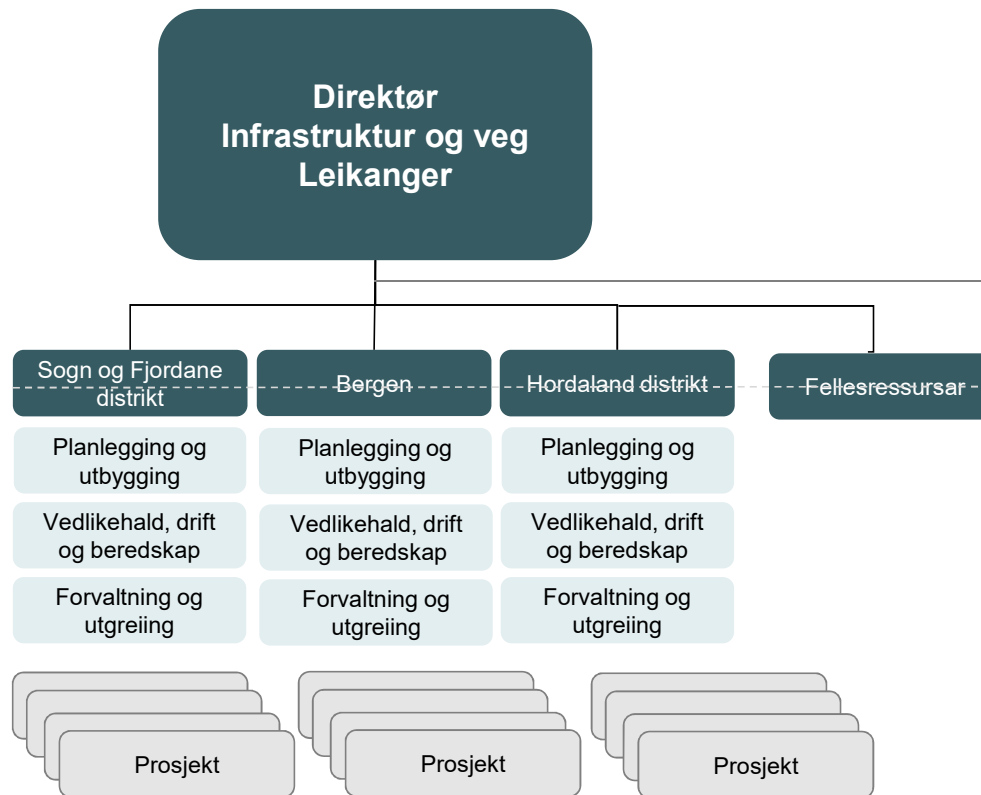 Direktør
Infrastruktur og veg
Leikanger
Sogn og Fjordane
distrikt
Bergen
Hordaland distrikt
Fellesressursar
Planlegging og
utbygging
Planlegging og
utbygging
Planlegging og
utbygging
Vedlikehald, drift
og beredskap
Vedlikehald, drift
og beredskap
Vedlikehald, drift
og beredskap
Forvaltning og
utgreiing
Forvaltning og
utgreiing
Forvaltning og
utgreiing
Prosjekt
Prosjekt
Prosjekt